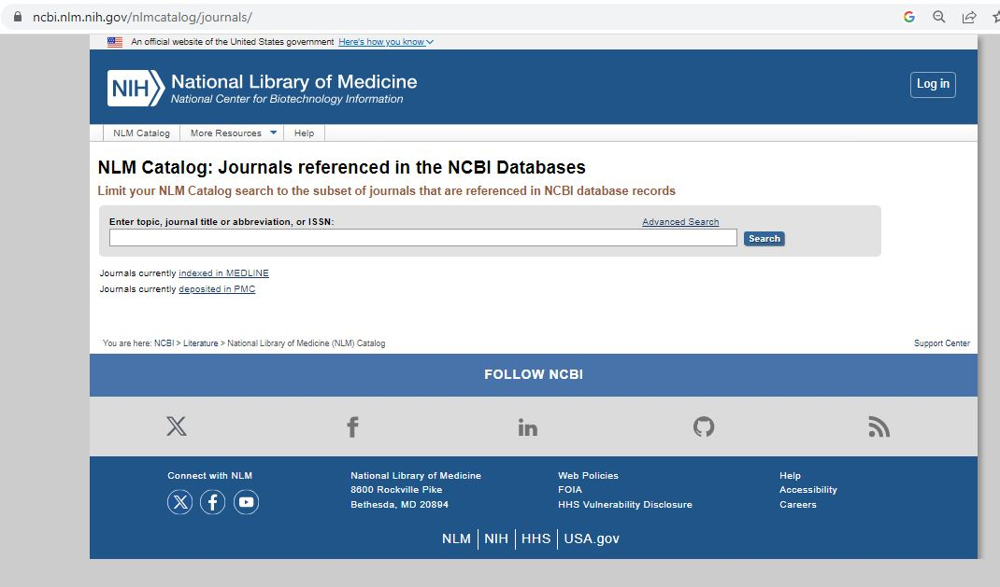 ncbi.nlm.nih.gov/nlmcatalog/journals/
An official website of the United States government Here's how you know
NIH National Library of Medicine
National Center for Biotechnology Information
Log in
NLM Catalog More Resources Help
NLM Catalog: Journals referenced in the NCBI Databases
Limit your NLM Catalog search to the subset of journals that are referenced in NCBI database records
Enter topic, journal title or abbreviation, or ISSN: Advanced Search
Search
Journals currently indexed in MEDLINE
Journals currently deposited in PMC
You are here: NCBI > Literature > National Library of Medicine (NLM) Catalog Support Center
FOLLOW NCBI
Connect with NLM
National Library of Medicine
8600 Rockville Pike
Bethesda, MD 20894
Web Policies
FOIA
HHS Vulnerability Disclosure
Help
Accessibility
Careers
NLM | NIH | HHS | USA.gov